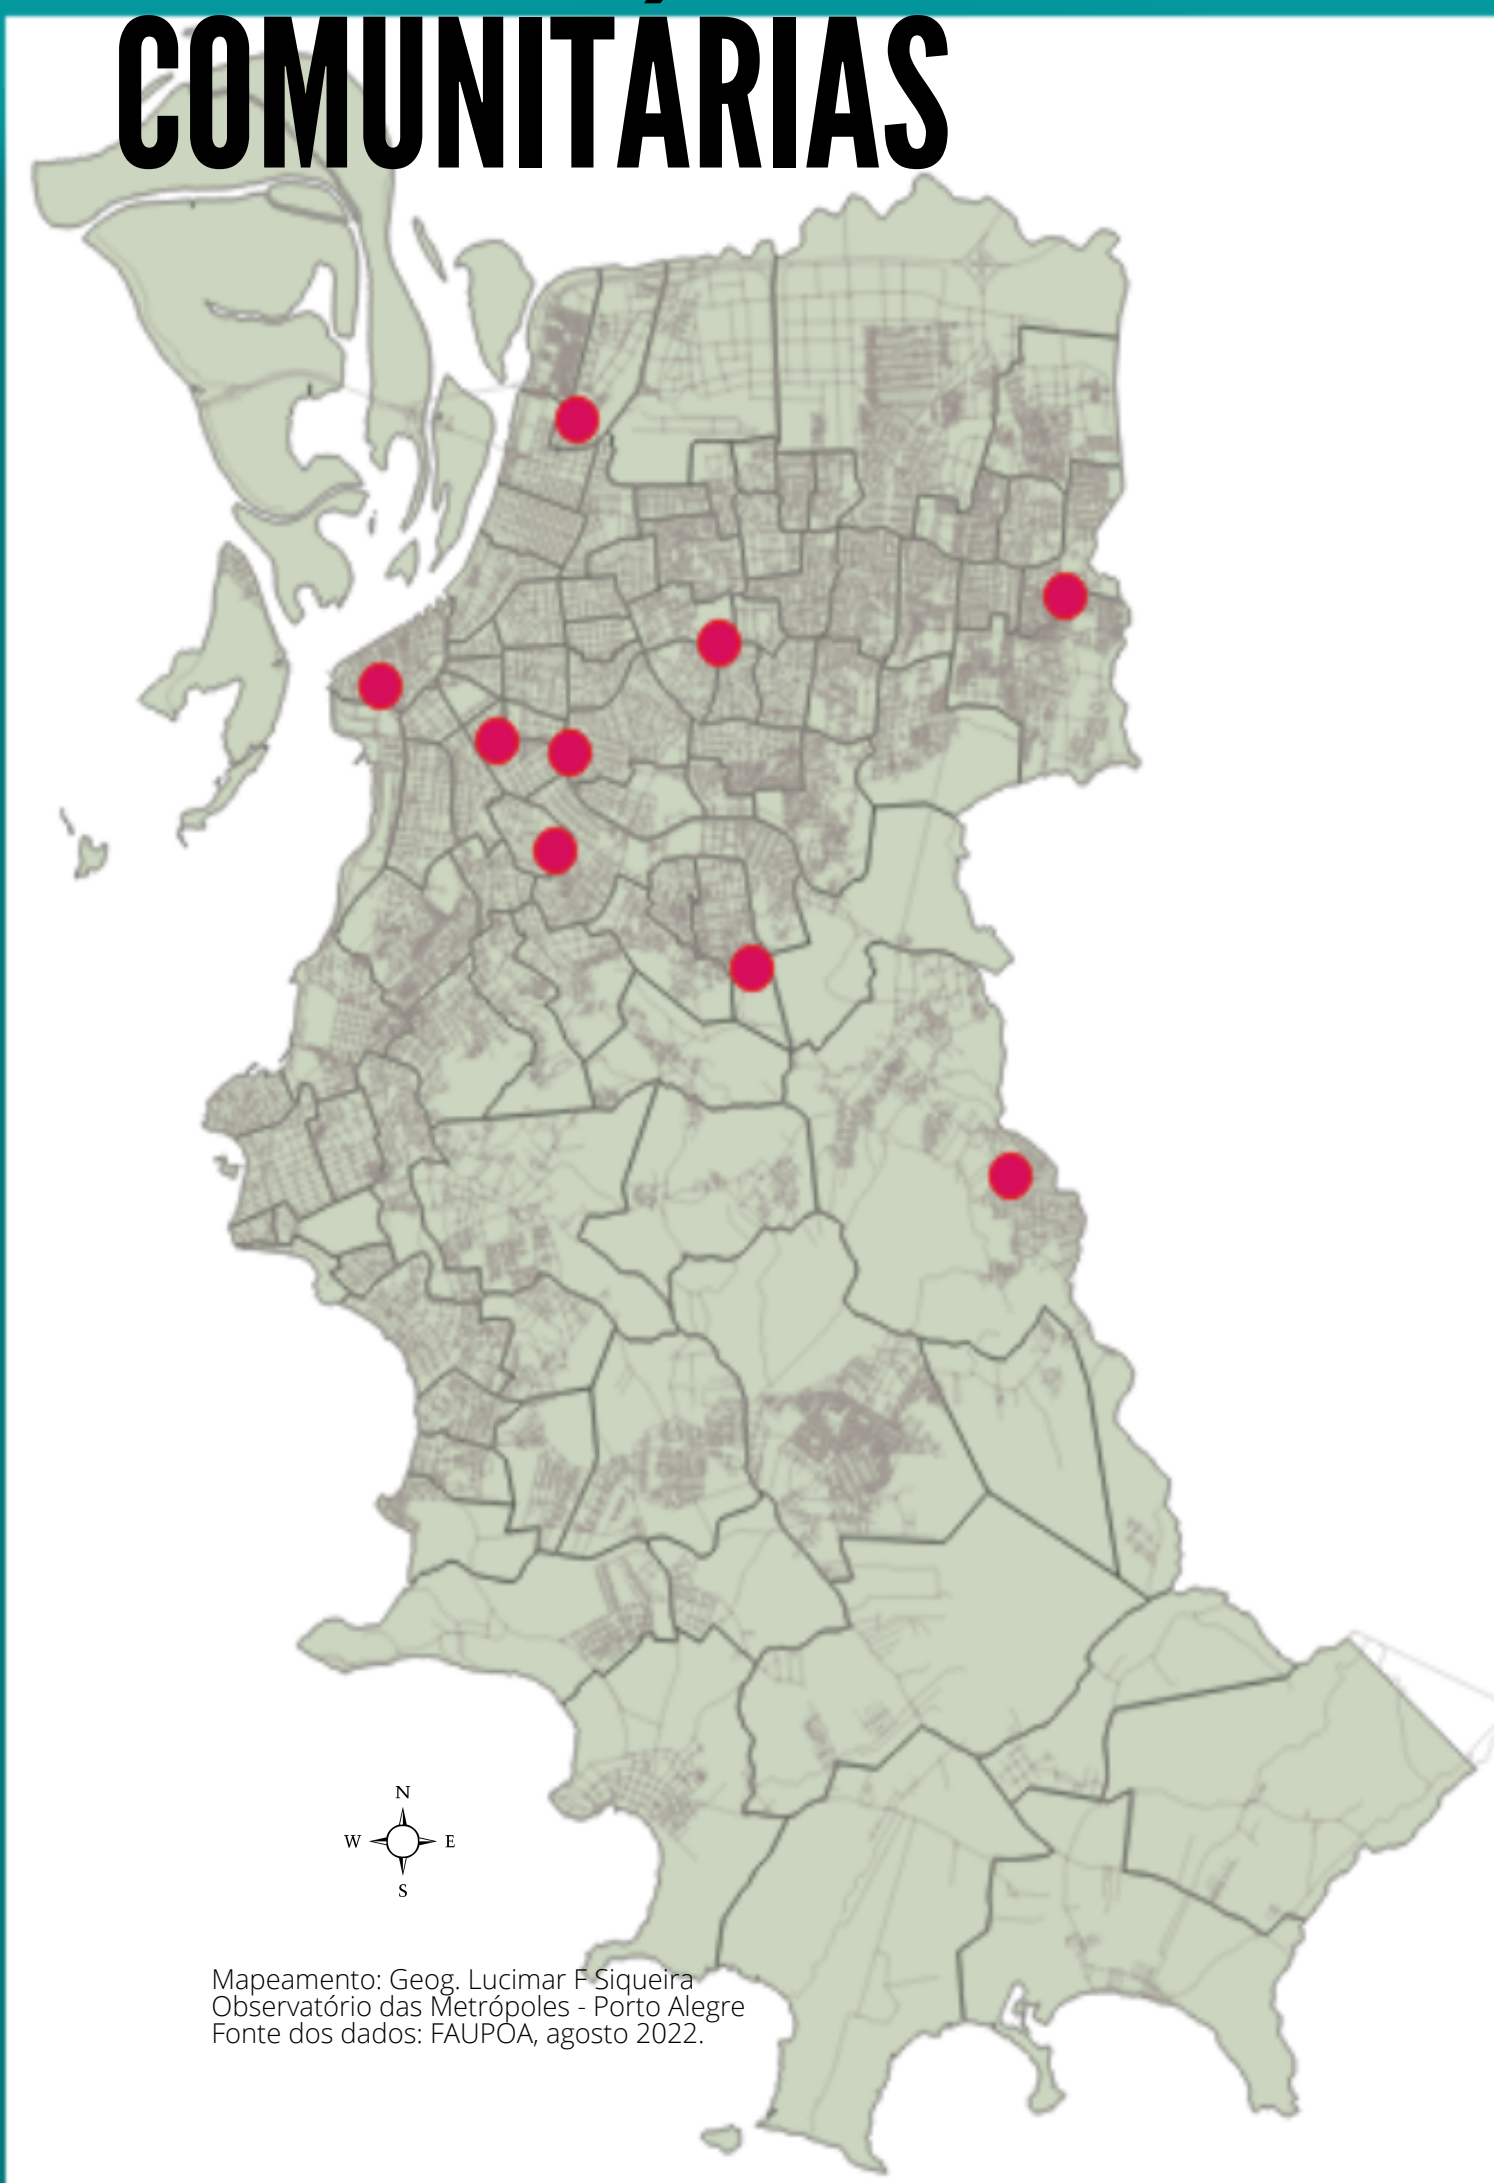 COMUNITÁRIAS
N
W E
S
Mapeamento: Geog. Lucimar F Siqueira
Observatório das Metrópoles - Porto Alegre
Fonte dos dados: FAUPOA, agosto 2022.